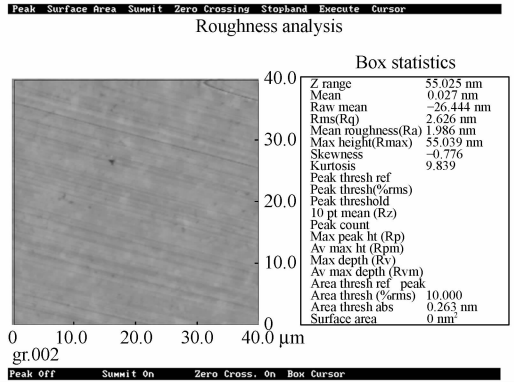 Peak Surface Area Summit Zero Crossing Stopband Execute Cursor
Roughness analysis
Box statistics
40.0
30.0
20.0
10.0
0
0 10.0 20.0 30.0 40.0 μm
gr.002
Z range 55.025 nm
Mean 0.027 nm
Raw mean −26.444 nm
Rms(Rq) 2.626 nm
Mean roughness(Ra) 1.986 nm
Max height(Rmax) 55.039 nm
Skewness −0.776
Kurtosis 9.839
Peak thresh ref
Peak thresh(%rms)
Peak threshold
10 pt mean (Rz)
Peak count
Max peak ht (Rp)
Av max ht (Rpm)
Max depth (Rv)
Av max depth (Rvm)
Area thresh ref peak
Area thresh (%rms) 10.000
Area thresh abs 0.263 nm
Surface area 0 nm²
Peak Off Summit On Zero Cross. On Box Cursor